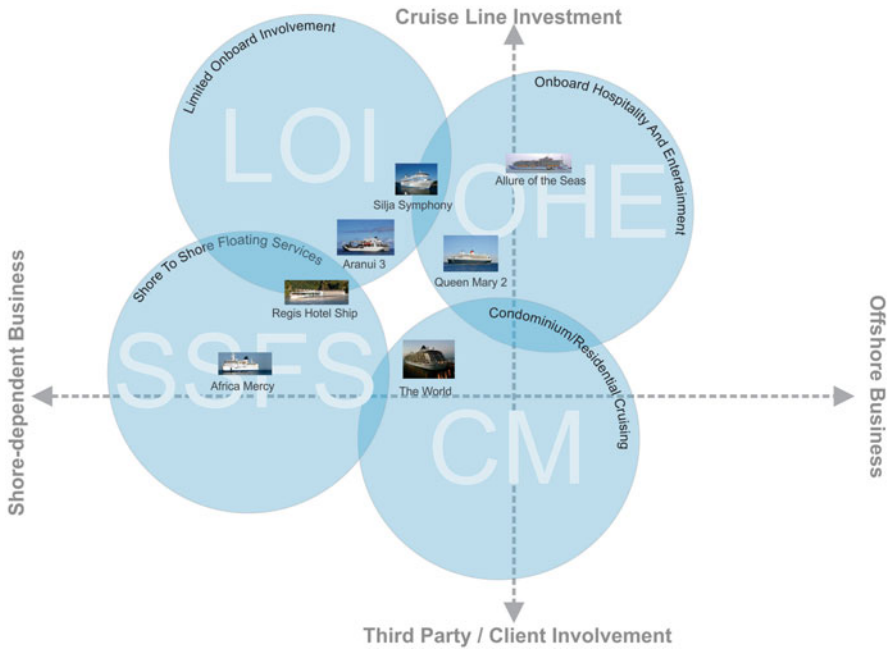 Cruise Line Investment
Limited Onboard Involvement
LOI
Onboard Hospitality And Entertainment
OHE
Allure of the Seas
Silja Symphony
Aranui 3
Queen Mary 2
Shore To Shore Floating Services
SSFS
Regis Hotel Ship
Africa Mercy
Condominium/Residential Cruising
The World
CM
Shore-dependent Business
Offshore Business
Third Party / Client Involvement